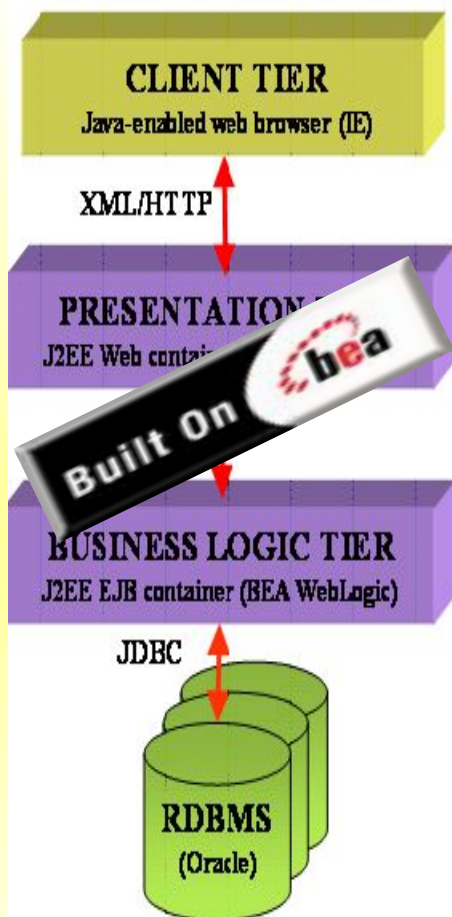 CLIENT TIER
Java-enabled web browser (IE)
XML/HTTP
PRESENTATION
J2EE Web
Built On bea
BUSINESS LOGIC TIER
J2EE EJB container (BEA WebLogic)
JDBC
RDBMS
(Oracle)